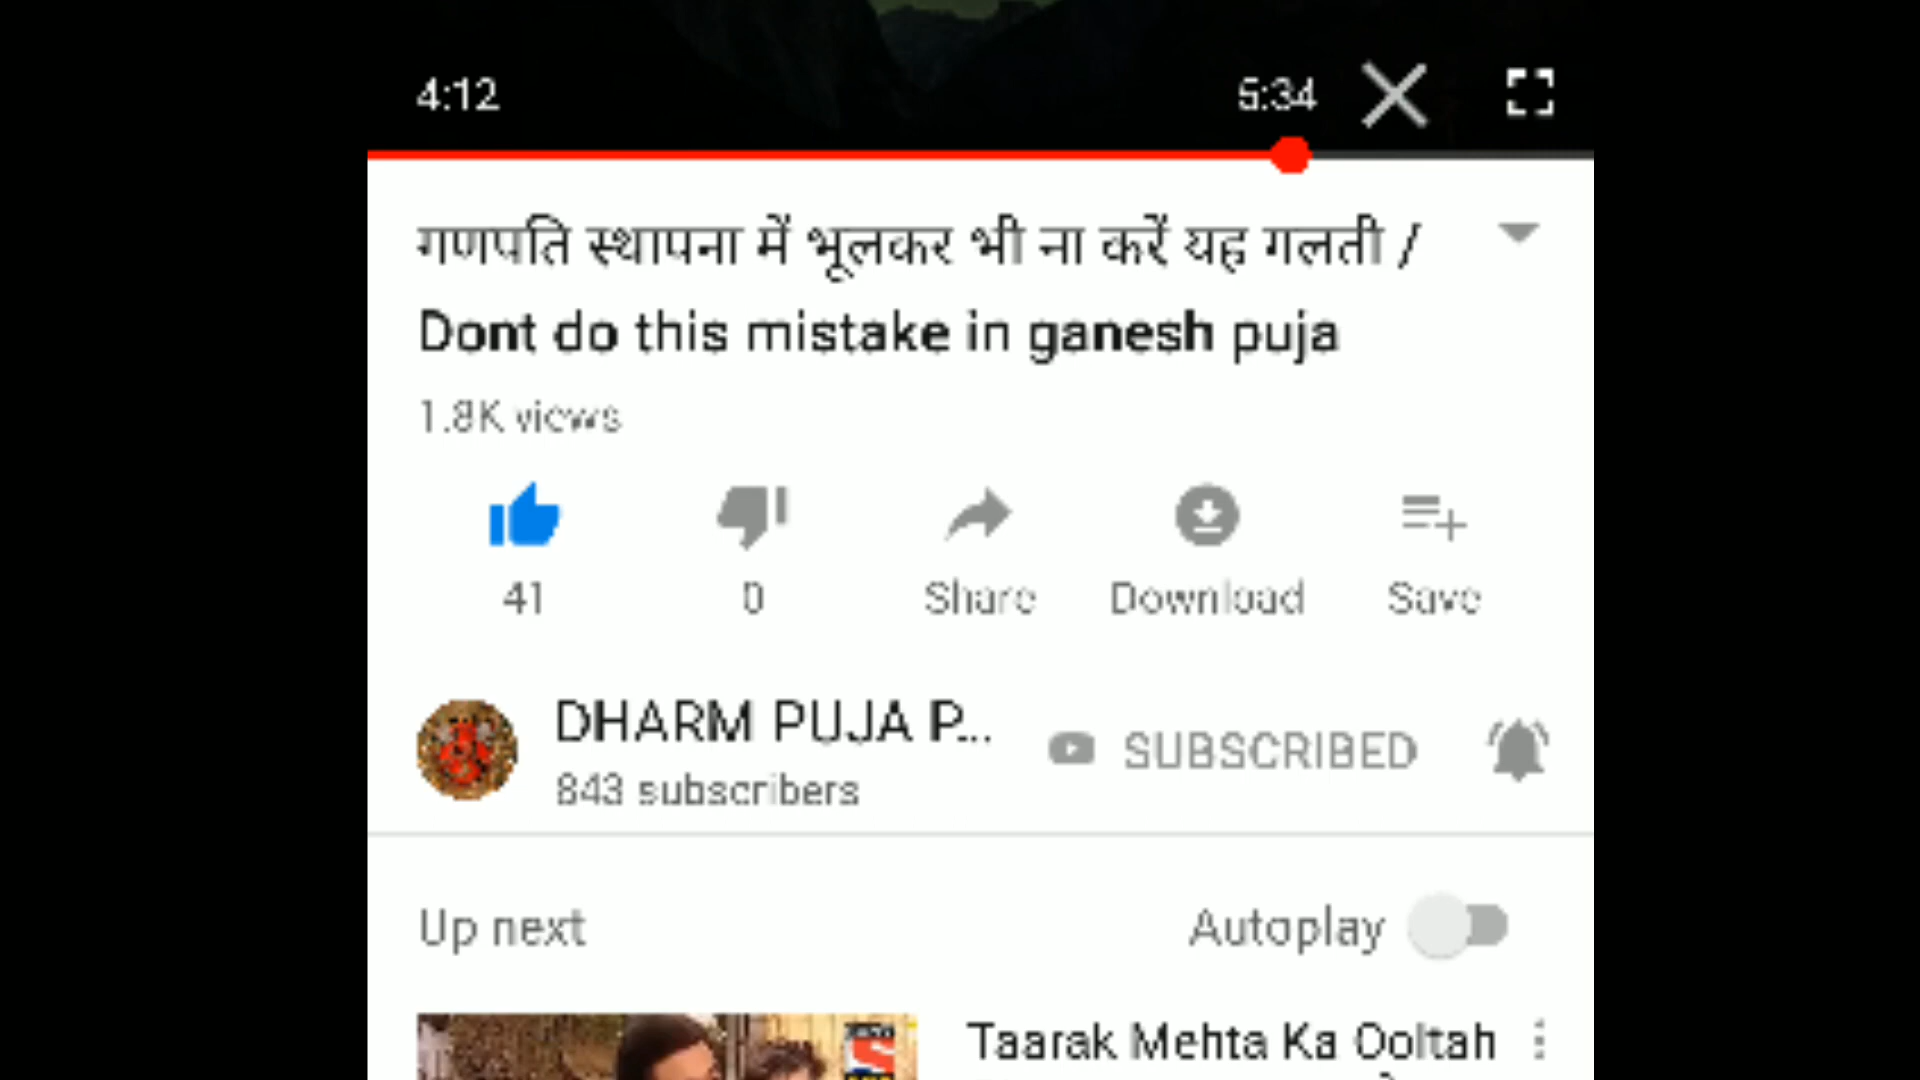 4:12 5:34
गणपति स्थापना में भूलकर भी ना करें यह गलती /
Dont do this mistake in ganesh puja
1.8K views
41 0 Share Download Save
DHARM PUJA P...
SUBSCRIBED
843 subscribers
Up next Autoplay
Taarak Mehta Ka Ooltah